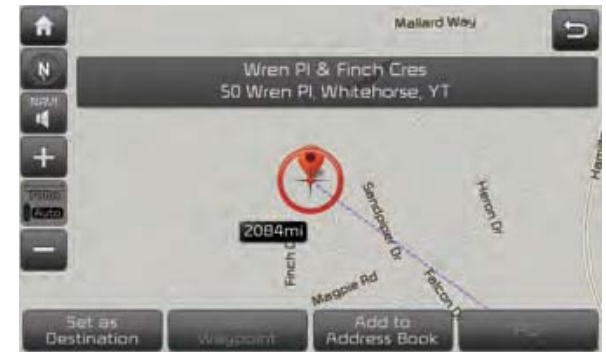 Mallard Way
N
Wren Pl & Finch Cres
50 Wren Pl, Whitehorse, YT
NAVI
+
Auto
−
2084mi
Sandpiper Dr
Heron Dr
Finch
Magpie Rd
Falcon D
Set as
Destination
Waypoint
Add to
Address Book